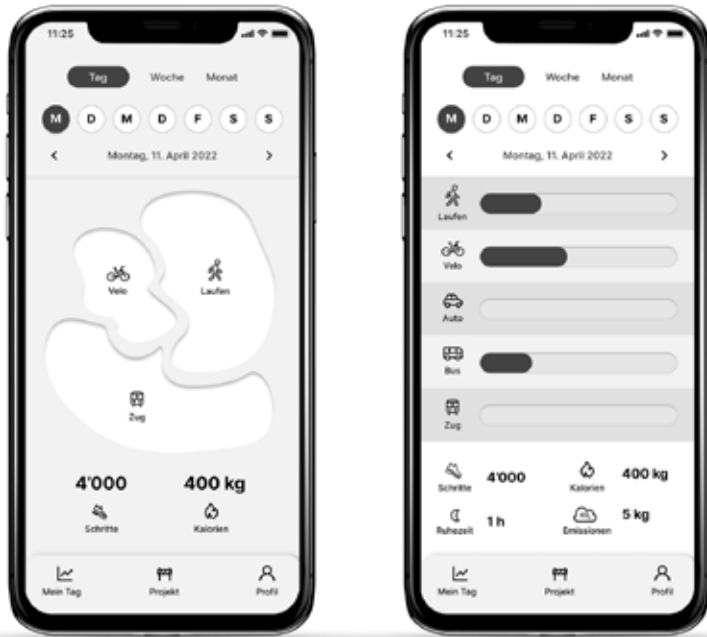 11:25
Tag Woche Monat
M D M D F S S
< Montag, 11. April 2022 >
Velo
Laufen
Zug
4'000 400 kg
Schritte Kalorien
Mein Tag Projekt Profil
11:25
Tag Woche Monat
M D M D F S S
< Montag, 11. April 2022 >
Laufen
Velo
Auto
Bus
Zug
Schritte 4'000 Kalorien 400 kg
Ruhezeit 1 h Emissionen 5 kg
Mein Tag Projekt Profil